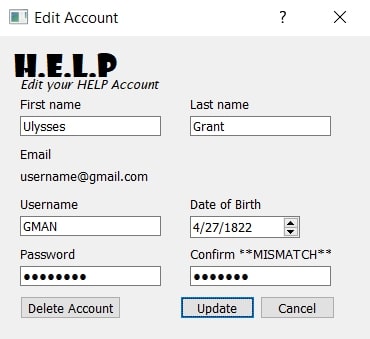 Edit Account ?
H.E.L.P
Edit your HELP Account
First name Last name
Ulysses Grant
Email
username@gmail.com
Username Date of Birth
GMAN 4/27/1822
Password Confirm **MISMATCH**
●●●●●●●● ●●●●●●●
Delete Account Update Cancel